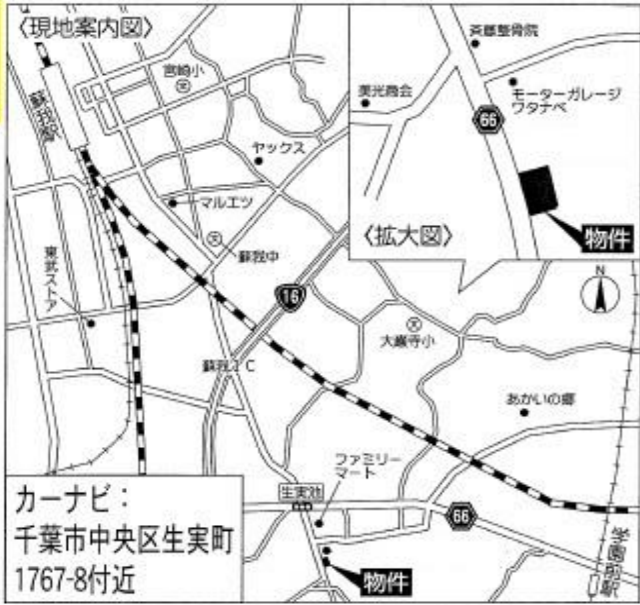 〈現地案内図〉
蘇我駅
宮崎小
文
ヤックス
マルエツ
文
蘇我中
東武ストア
16
蘇我IC
文
大巌寺小
あかいの郷
ファミリー
マート
生実池
66
学園前駅
物件
N
斉藤整骨院
美光商会
モーターガレージ
ワタナベ
66
〈拡大図〉
物件
カーナビ：
千葉市中央区生実町
1767-8付近